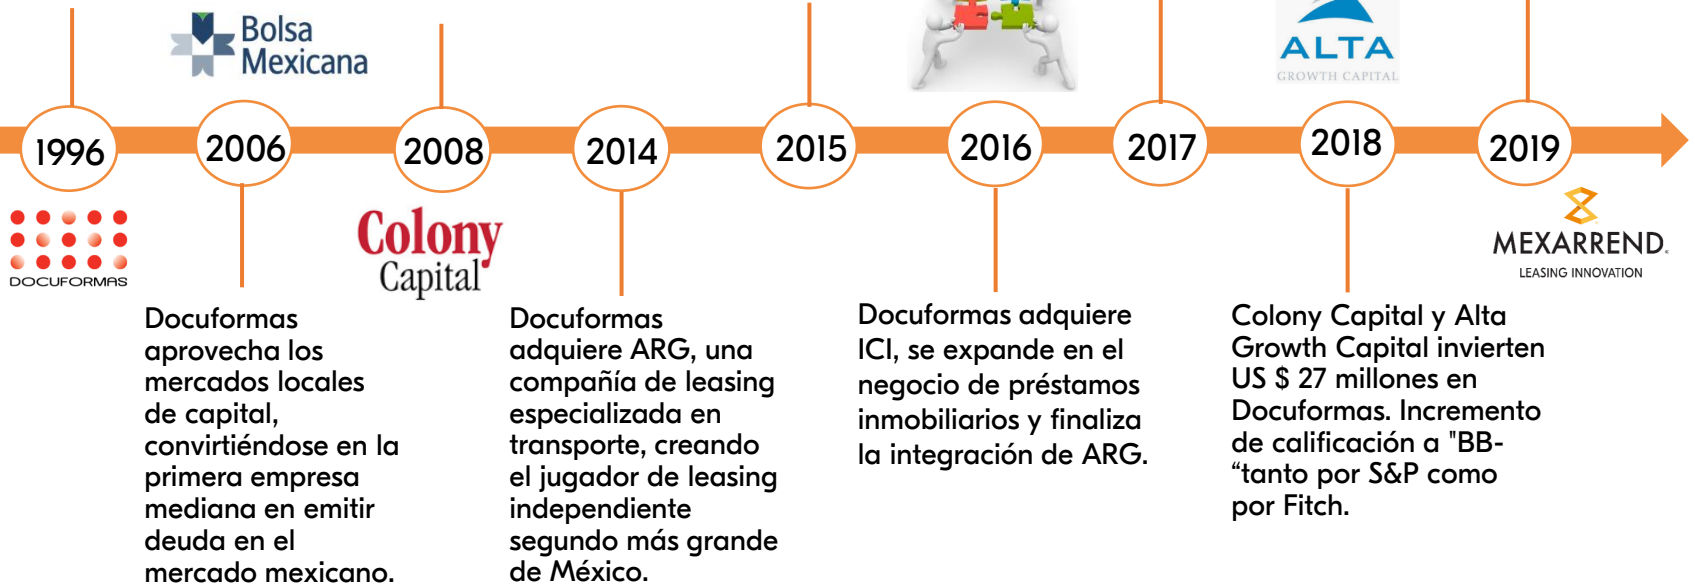 Bolsa
Mexicana
ALTA
GROWTH CAPITAL
1996
2006
2008
2014
2015
2016
2017
2018
2019
DOCUFORMAS
Colony
Capital
MEXARREND.
LEASING INNOVATION
Docuformas
aprovecha los
mercados locales
de capital,
convirtiéndose en la
primera empresa
mediana en emitir
deuda en el
mercado mexicano.
Docuformas
adquiere ARG, una
compañía de leasing
especializada en
transporte, creando
el jugador de leasing
independiente
segundo más grande
de México.
Docuformas adquiere
ICI, se expande en el
negocio de préstamos
inmobiliarios y finaliza
la integración de ARG.
Colony Capital y Alta
Growth Capital invierten
US $ 27 millones en
Docuformas. Incremento
de calificación a "BB-
“tanto por S&P como
por Fitch.